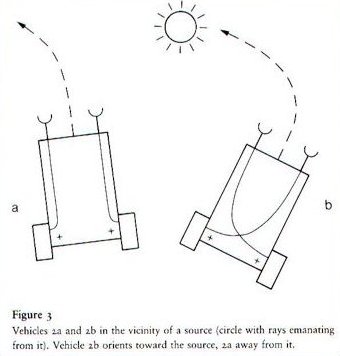 a
b
+ +
+ +
Figure 3
Vehicles 2a and 2b in the vicinity of a source (circle with rays emanating
from it). Vehicle 2b orients toward the source, 2a away from it.